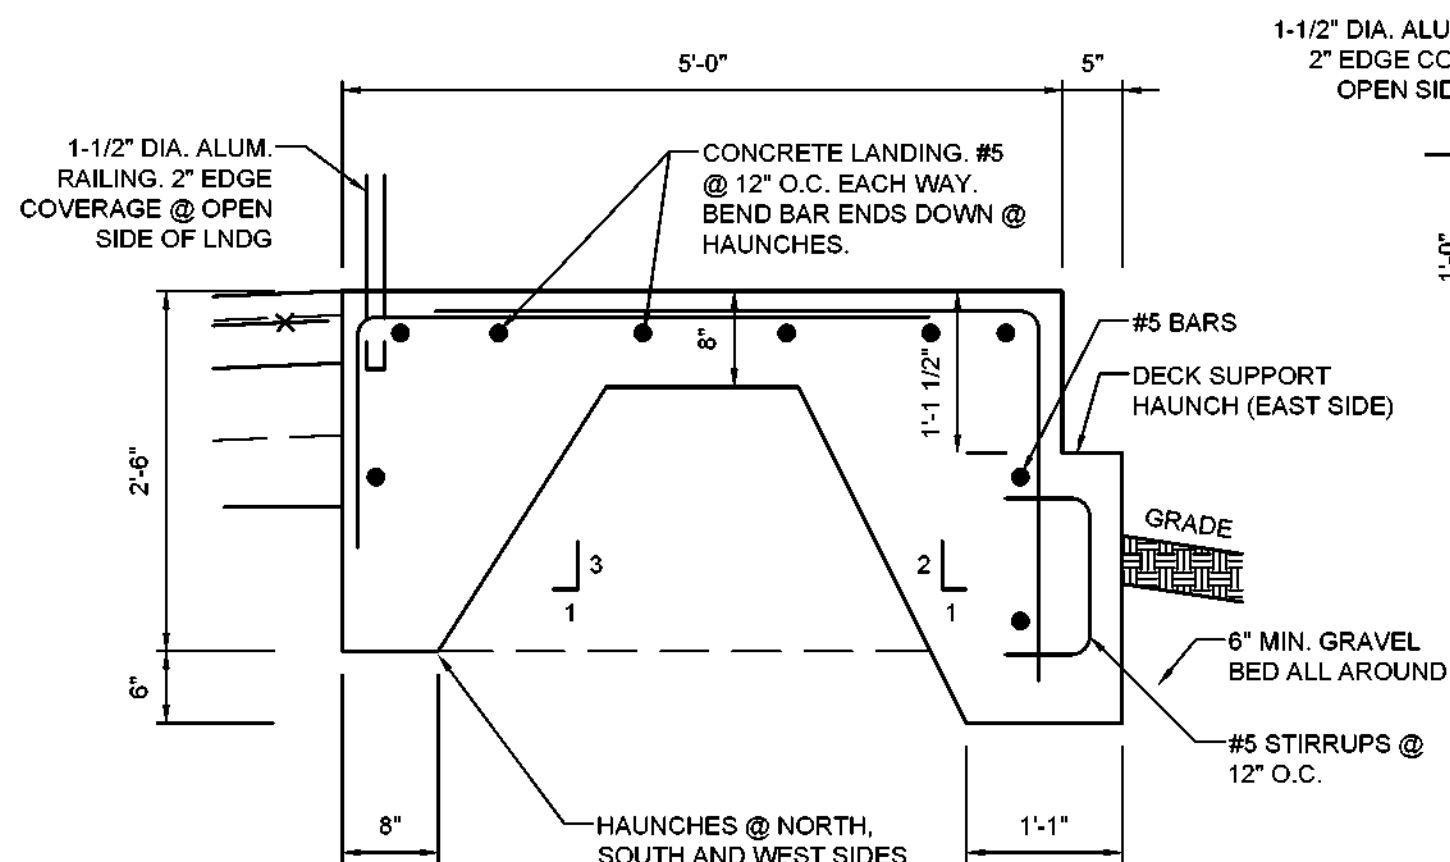 5'-0"
5"
1-1/2" DIA. ALUM.
RAILING. 2" EDGE
COVERAGE @ OPEN
SIDE OF LNDG
CONCRETE LANDING. #5
@ 12" O.C. EACH WAY.
BEND BAR ENDS DOWN @
HAUNCHES.
1-1/2" DIA.
2" EDGE
OPEN
1'-0"
8"
1'-1 1/2"
#5 BARS
DECK SUPPORT
HAUNCH (EAST SIDE)
2'-6"
GRADE
3
1
2
1
6"
6" MIN. GRAVEL
BED ALL AROUND
#5 STIRRUPS @
12" O.C.
8"
HAUNCHES @ NORTH,
SOUTH AND WEST SIDES
1'-1"